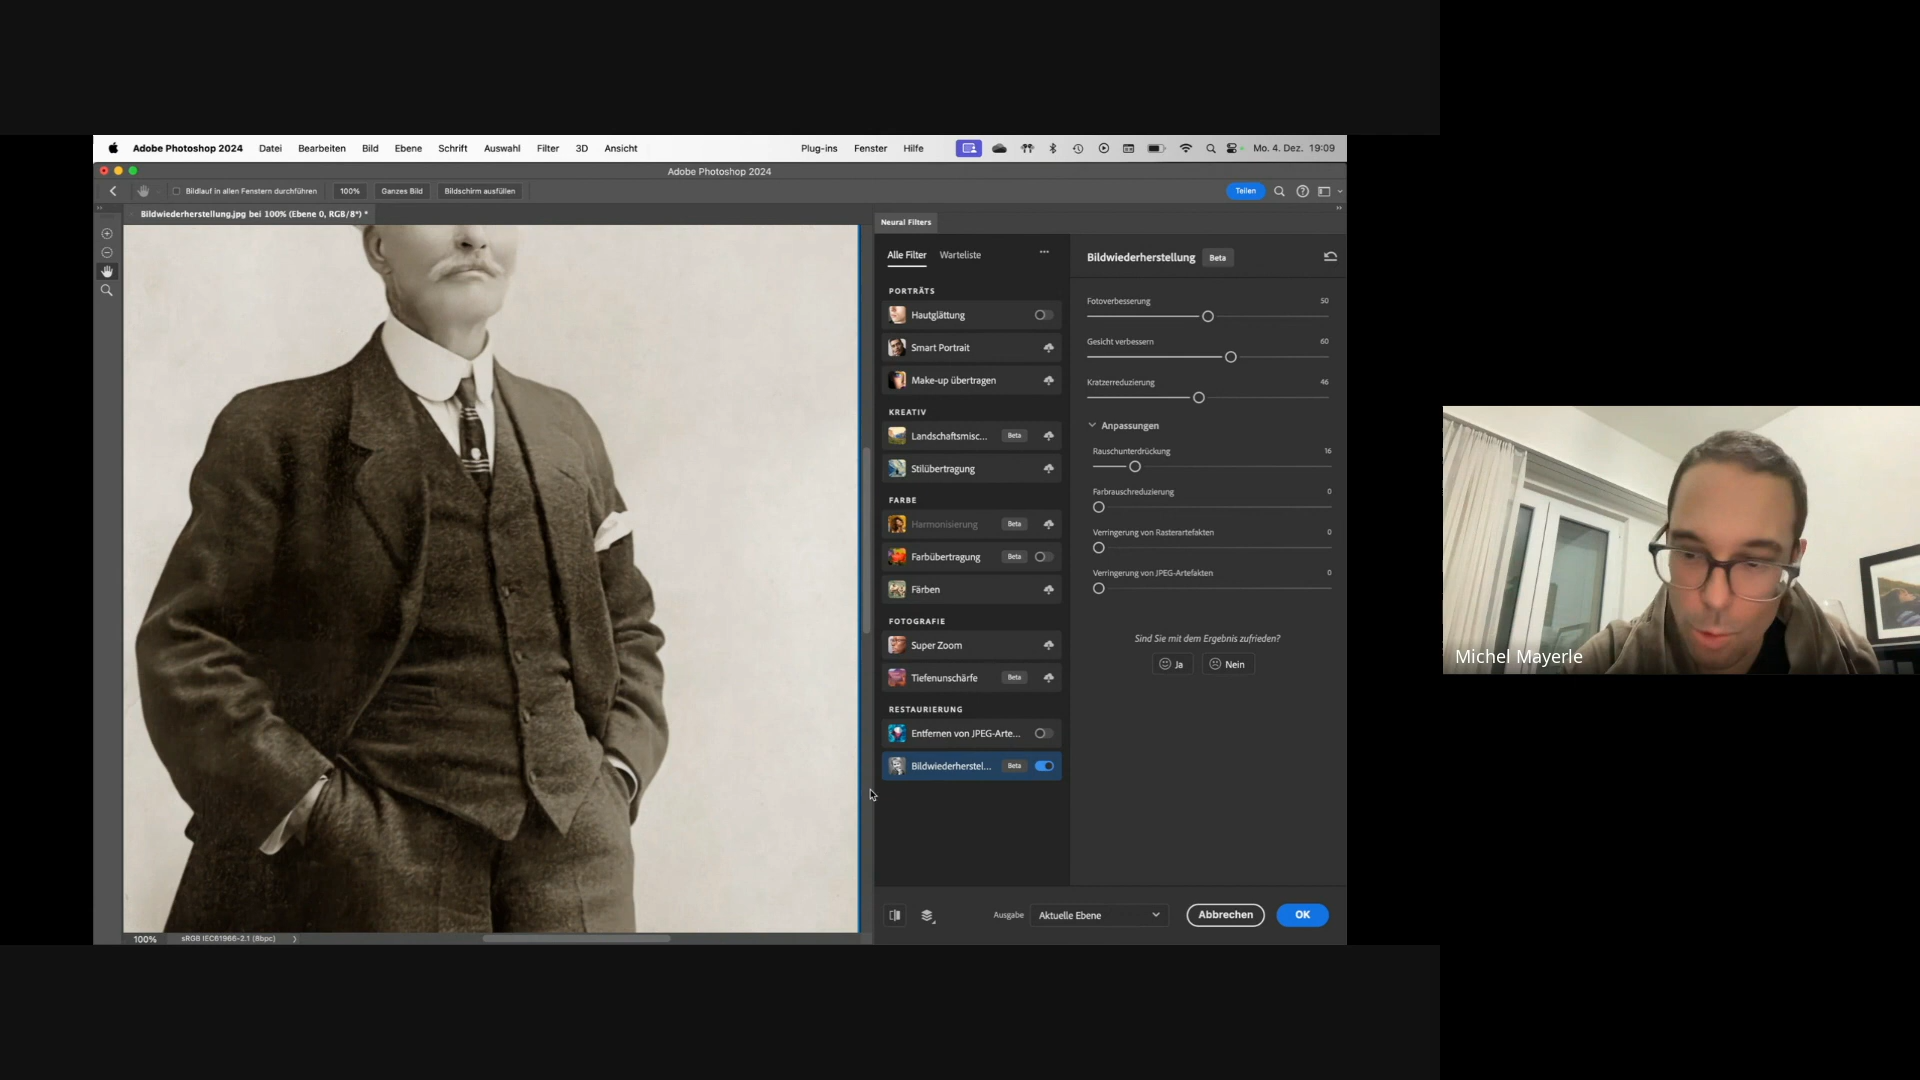 Adobe Photoshop 2024 Datei Bearbeiten Bild Ebene Schrift Auswahl Filter 3D Ansicht Plug-ins Fenster Hilfe Mo. 4. Dez. 19:09
Adobe Photoshop 2024
Bildlauf in allen Fenstern durchführen 100% Ganzes Bild Bildschirm ausfüllen Teilen
Bildwiederherstellung.jpg bei 100% (Ebene 0, RGB/8*) *
Neural Filters
Alle Filter Warteliste ...
PORTRÄTS
Hautglättung
Smart Portrait
Make-up übertragen
KREATIV
Landschaftsmisc... Beta
Stilübertragung
FARBE
Harmonisierung Beta
Farbübertragung Beta
Färben
FOTOGRAFIE
Super Zoom
Tiefenunschärfe Beta
RESTAURIERUNG
Entfernen von JPEG-Arte...
Bildwiederherstel... Beta
Bildwiederherstellung Beta
Fotoverbesserung 50
Gesicht verbessern 60
Kratzerreduzierung 46
Anpassungen
Rauschunterdrückung 16
Farbrauschreduzierung 0
Verringerung von Rasterartefakten 0
Verringerung von JPEG-Artefakten 0
Sind Sie mit dem Ergebnis zufrieden?
Ja Nein
Ausgabe Aktuelle Ebene Abbrechen OK
100% sRGB IEC61966-2.1 (8bpc)
Michel Mayerle